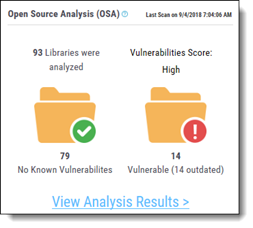 Open Source Analysis (OSA) ? Last Scan on 9/4/2018 7:04:06 AM
93 Libraries were
analyzed
Vulnerabilities Score:
High
79
No Known Vulnerabilites
14
Vulnerable (14 outdated)
View Analysis Results >